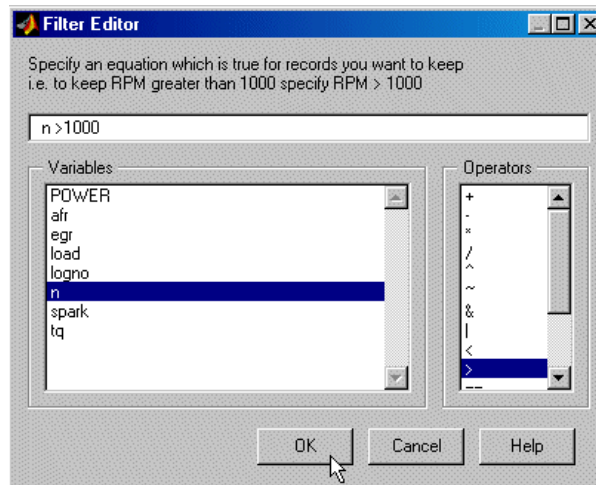 Filter Editor
Specify an equation which is true for records you want to keep
i.e. to keep RPM greater than 1000 specify RPM > 1000
n >1000
Variables
POWER
afr
egr
load
logno
n
spark
tq
Operators
+
-
*
/
^
~
&
|
<
>
==
OK
Cancel
Help